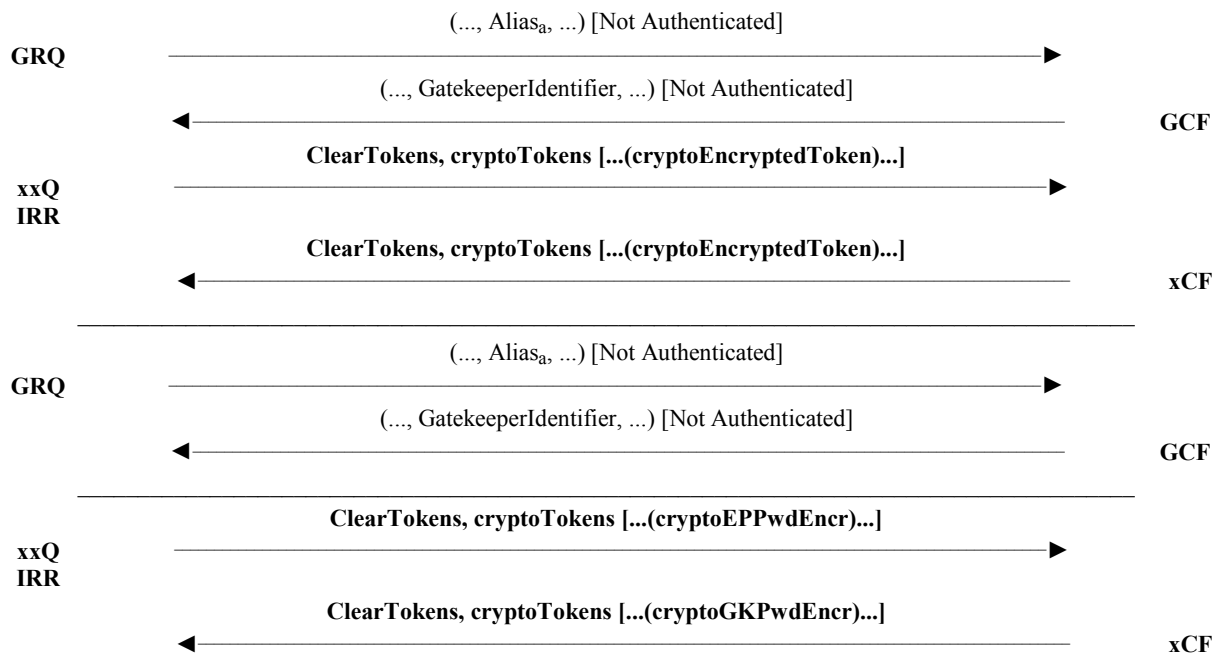 (..., Aliasₐ, ...) [Not Authenticated]
GRQ
(..., GatekeeperIdentifier, ...) [Not Authenticated]
GCF
ClearTokens, cryptoTokens [...(cryptoEncryptedToken)...]
xxQ
IRR
ClearTokens, cryptoTokens [...(cryptoEncryptedToken)...]
xCF
(..., Aliasₐ, ...) [Not Authenticated]
GRQ
(..., GatekeeperIdentifier, ...) [Not Authenticated]
GCF
ClearTokens, cryptoTokens [...(cryptoEPPwdEncr)...]
xxQ
IRR
ClearTokens, cryptoTokens [...(cryptoGKPwdEncr)...]
xCF